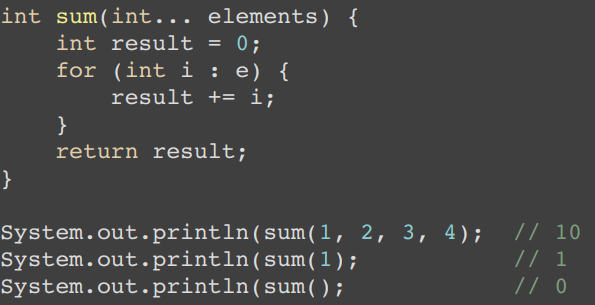 int sum(int... elements) {
    int result = 0;
    for (int i : e) {
        result += i;
    }
    return result;
}

System.out.println(sum(1, 2, 3, 4);  // 10
System.out.println(sum(1);           // 1
System.out.println(sum();            // 0